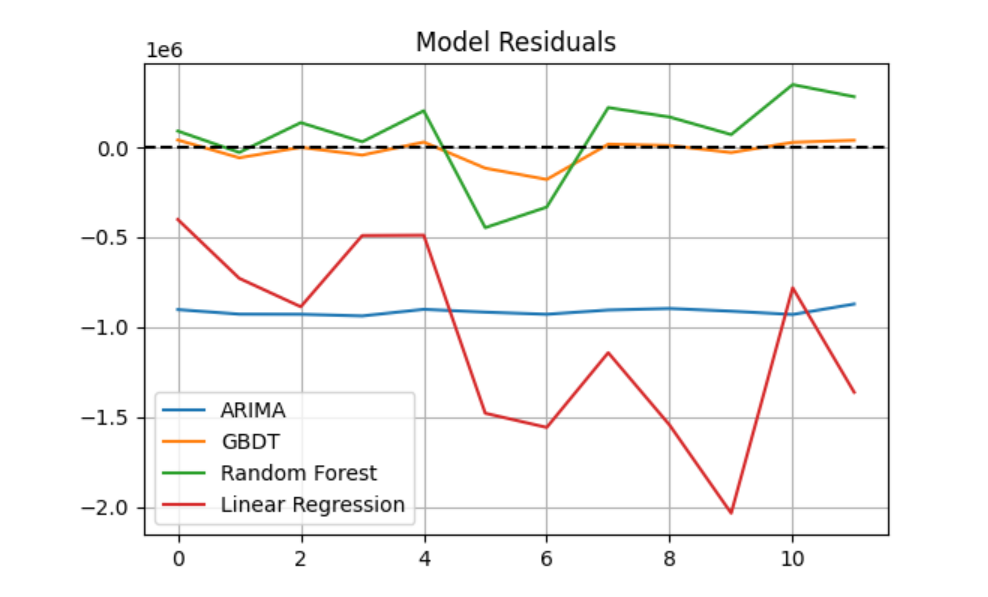 Model Residuals
1e6
0.0
−0.5
−1.0
−1.5
−2.0
ARIMA
GBDT
Random Forest
Linear Regression
0 2 4 6 8 10